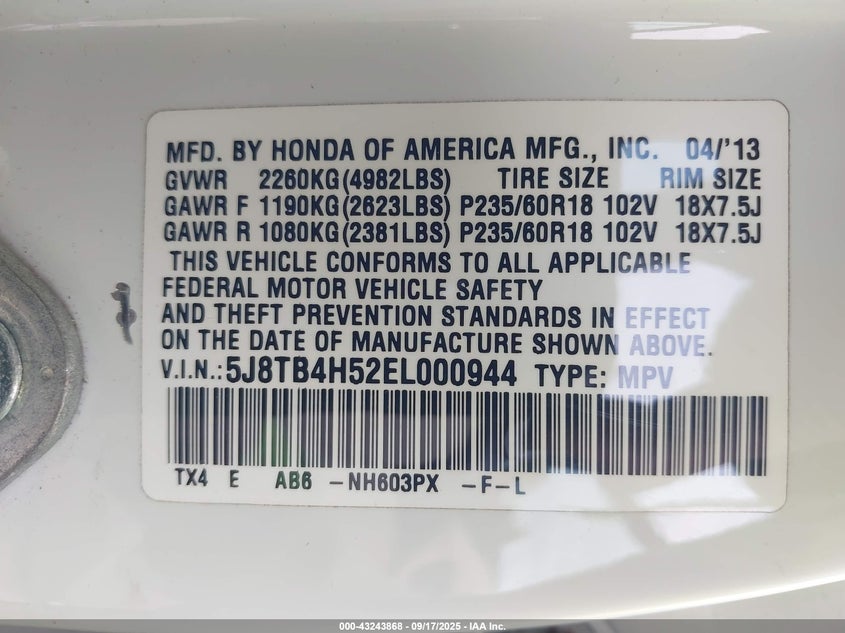 MFD. BY HONDA OF AMERICA MFG., INC. 04/'13
GVWR 2260KG(4982LBS) TIRE SIZE RIM SIZE
GAWR F 1190KG(2623LBS) P235/60R18 102V 18X7.5J
GAWR R 1080KG(2381LBS) P235/60R18 102V 18X7.5J
THIS VEHICLE CONFORMS TO ALL APPLICABLE
FEDERAL MOTOR VEHICLE SAFETY
AND THEFT PREVENTION STANDARDS IN EFFECT
ON THE DATE OF MANUFACTURE SHOWN ABOVE.
V.I.N.:5J8TB4H52EL000944 TYPE: MPV
TX4 E AB6 -NH603PX -F-L
000-43243868 - 09/17/2025 - IAA Inc.